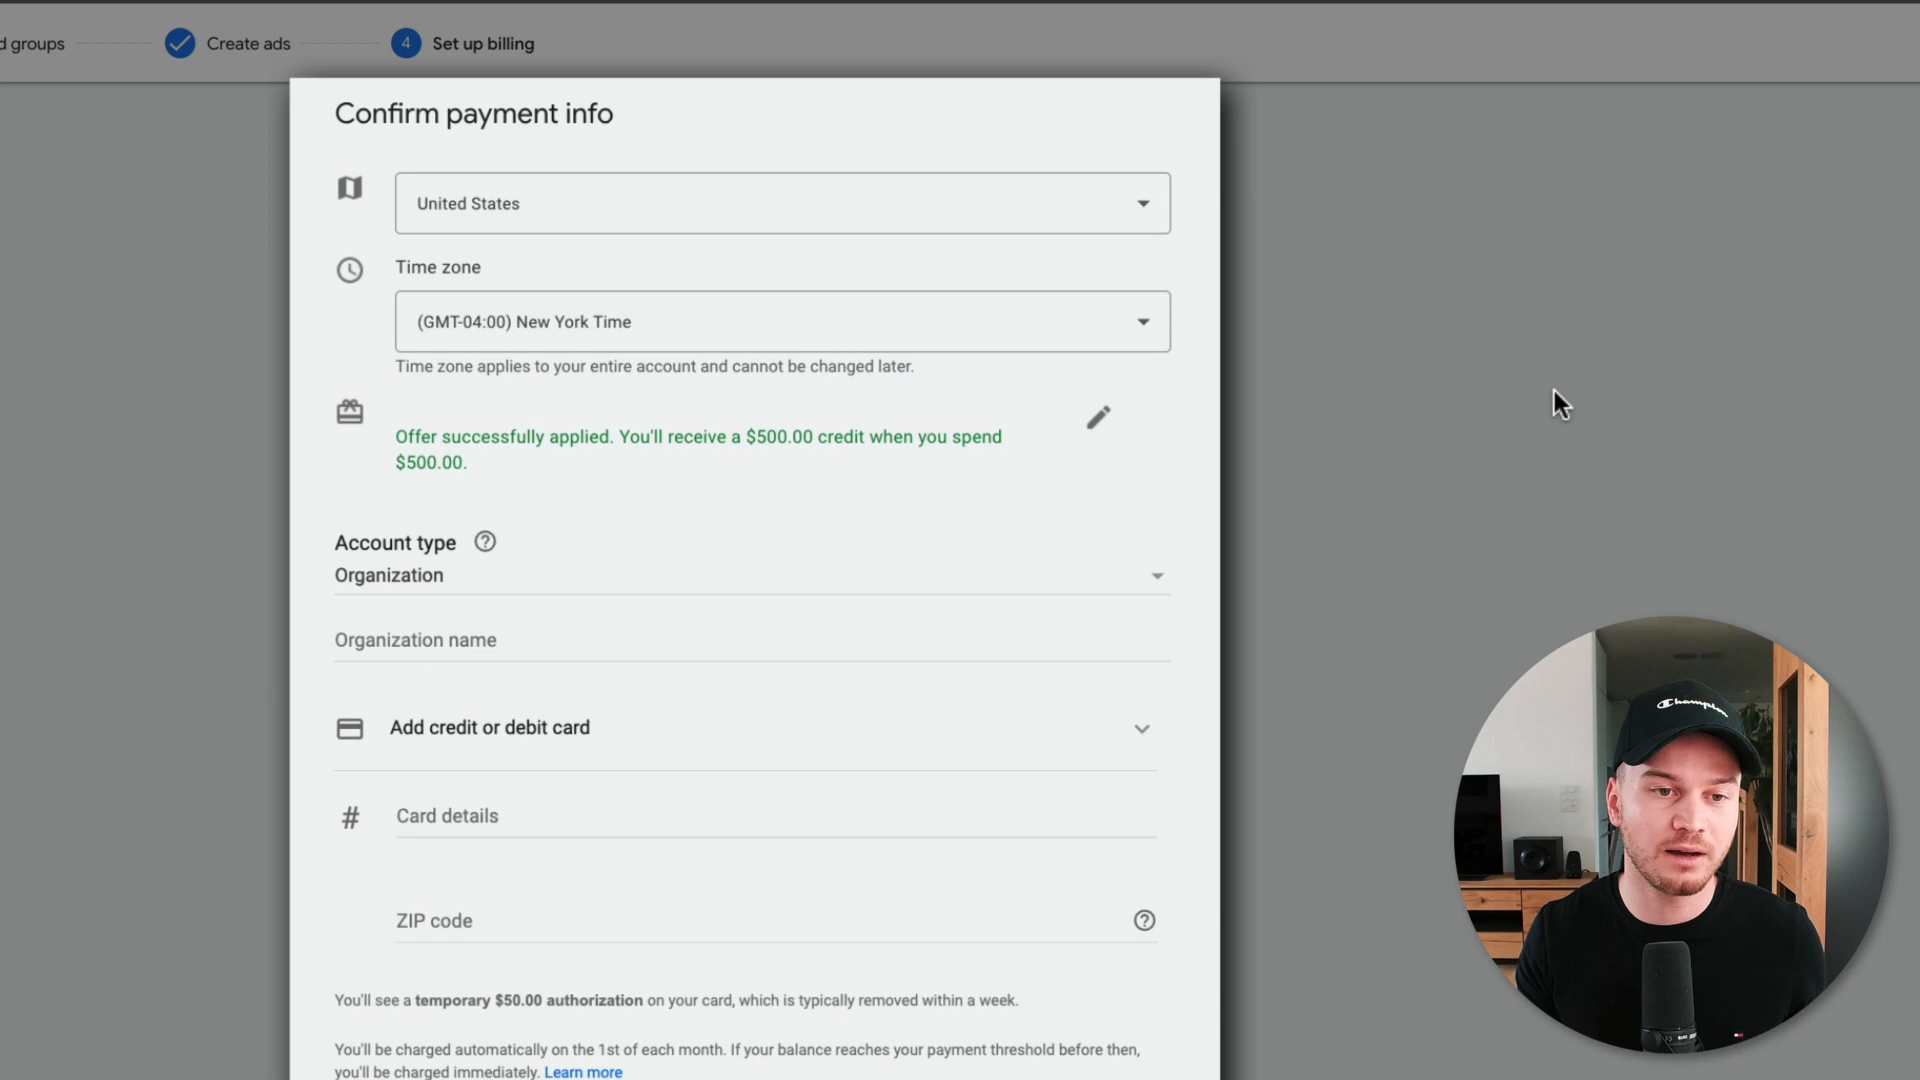 d groups
Create ads
4
Set up billing
Confirm payment info
United States
Time zone
(GMT-04:00) New York Time
Time zone applies to your entire account and cannot be changed later.
Offer successfully applied. You'll receive a $500.00 credit when you spend
$500.00.
Account type
Organization
Organization name
Add credit or debit card
# Card details
ZIP code
You'll see a temporary $50.00 authorization on your card, which is typically removed within a week.
You'll be charged automatically on the 1st of each month. If your balance reaches your payment threshold before then,
you'll be charged immediately. Learn more
Champion